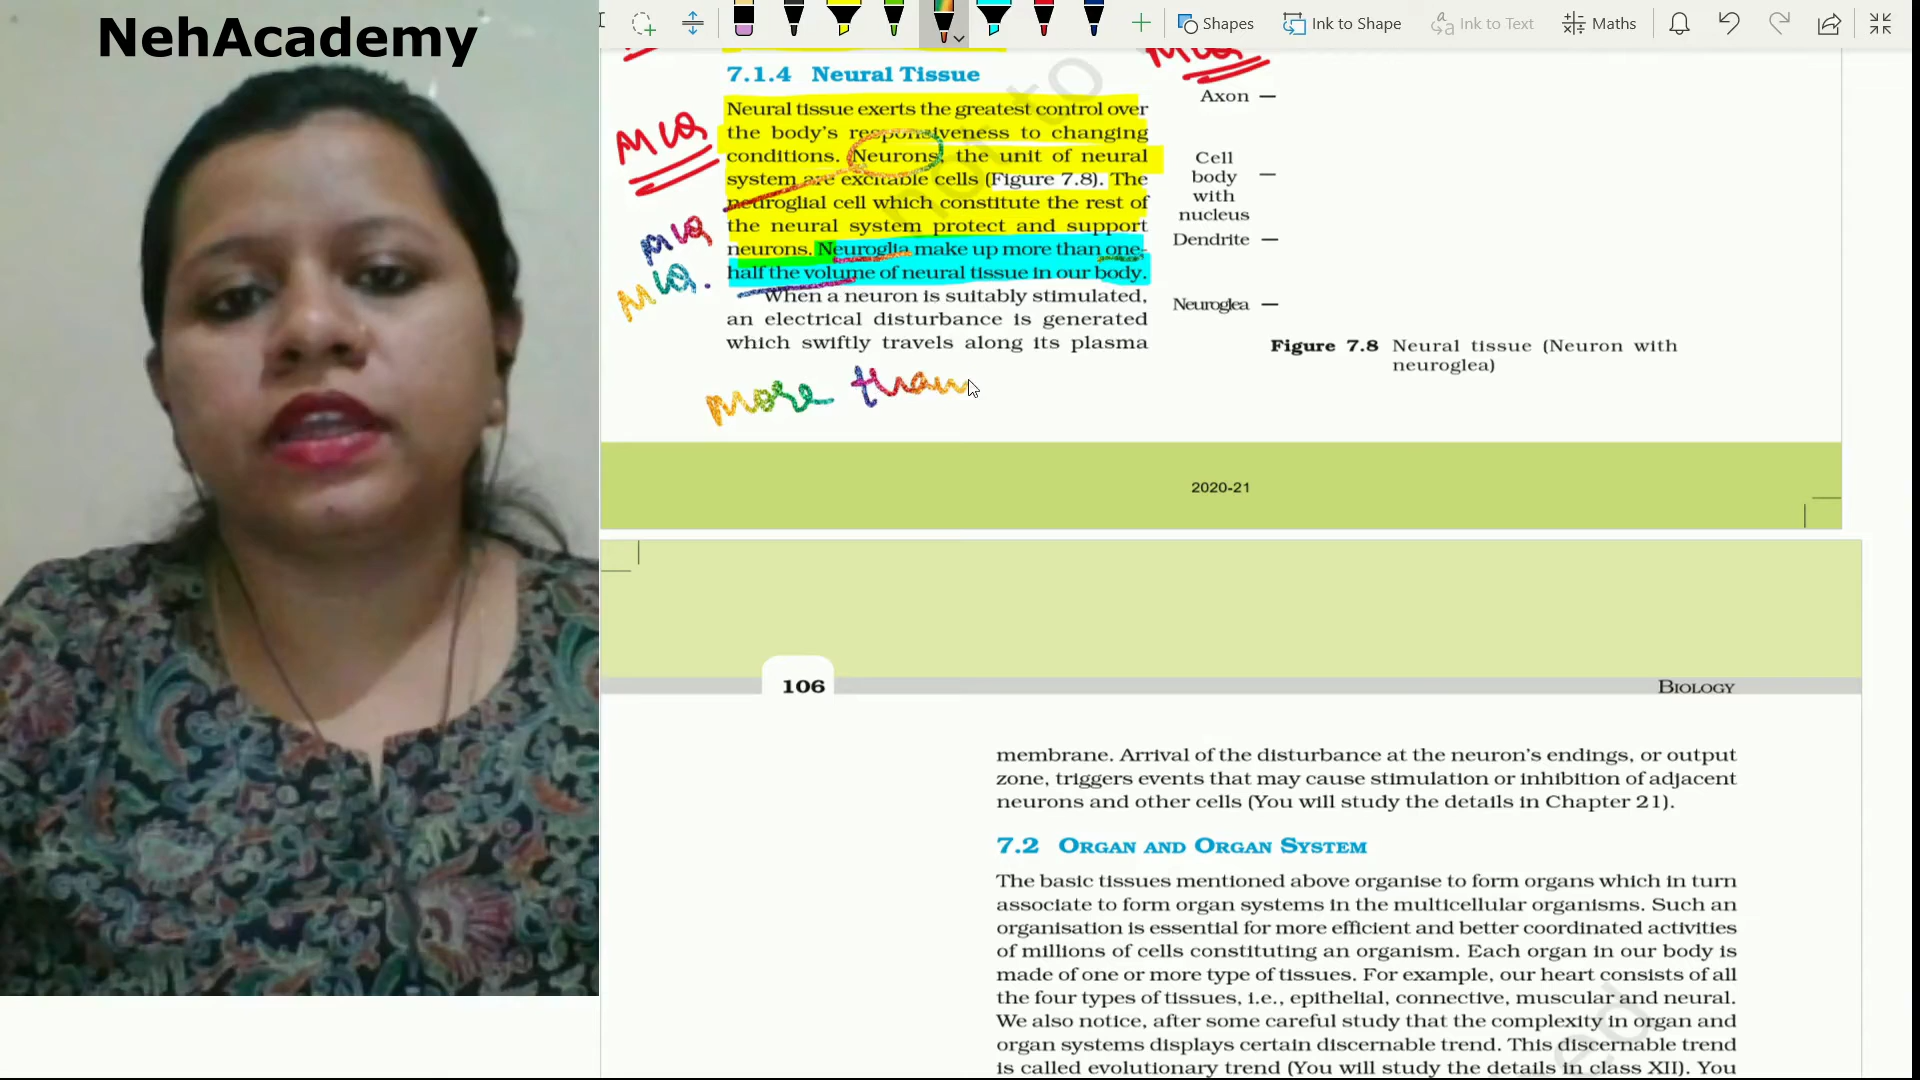 NehAcademy
Shapes
Ink to Shape
Ink to Text
Maths
7.1.4 Neural Tissue
Neural tissue exerts the greatest control over
the body's responsiveness to changing
conditions. Neurons, the unit of neural
system are excitable cells (Figure 7.8). The
neuroglial cell which constitute the rest of
the neural system protect and support
neurons. Neuroglia make up more than one-
half the volume of neural tissue in our body.
When a neuron is suitably stimulated,
an electrical disturbance is generated
which swiftly travels along its plasma
MCQ
MCQ
MCQ.
more than
MCQ
Axon
Cell
body
with
nucleus
Dendrite
Neuroglea
Figure 7.8 Neural tissue (Neuron with
neuroglea)
not to
2020-21
106
BIOLOGY
membrane. Arrival of the disturbance at the neuron's endings, or output
zone, triggers events that may cause stimulation or inhibition of adjacent
neurons and other cells (You will study the details in Chapter 21).
7.2 ORGAN AND ORGAN SYSTEM
The basic tissues mentioned above organise to form organs which in turn
associate to form organ systems in the multicellular organisms. Such an
organisation is essential for more efficient and better coordinated activities
of millions of cells constituting an organism. Each organ in our body is
made of one or more type of tissues. For example, our heart consists of all
the four types of tissues, i.e., epithelial, connective, muscular and neural.
We also notice, after some careful study that the complexity in organ and
organ systems displays certain discernable trend. This discernable trend
is called evolutionary trend (You will study the details in class XII). You